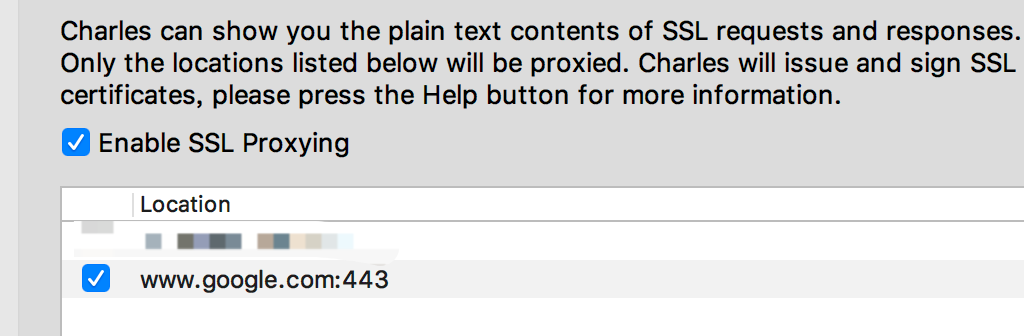 Charles can show you the plain text contents of SSL requests and responses.
Only the locations listed below will be proxied. Charles will issue and sign SSL
certificates, please press the Help button for more information.
Enable SSL Proxying
Location
www.google.com:443